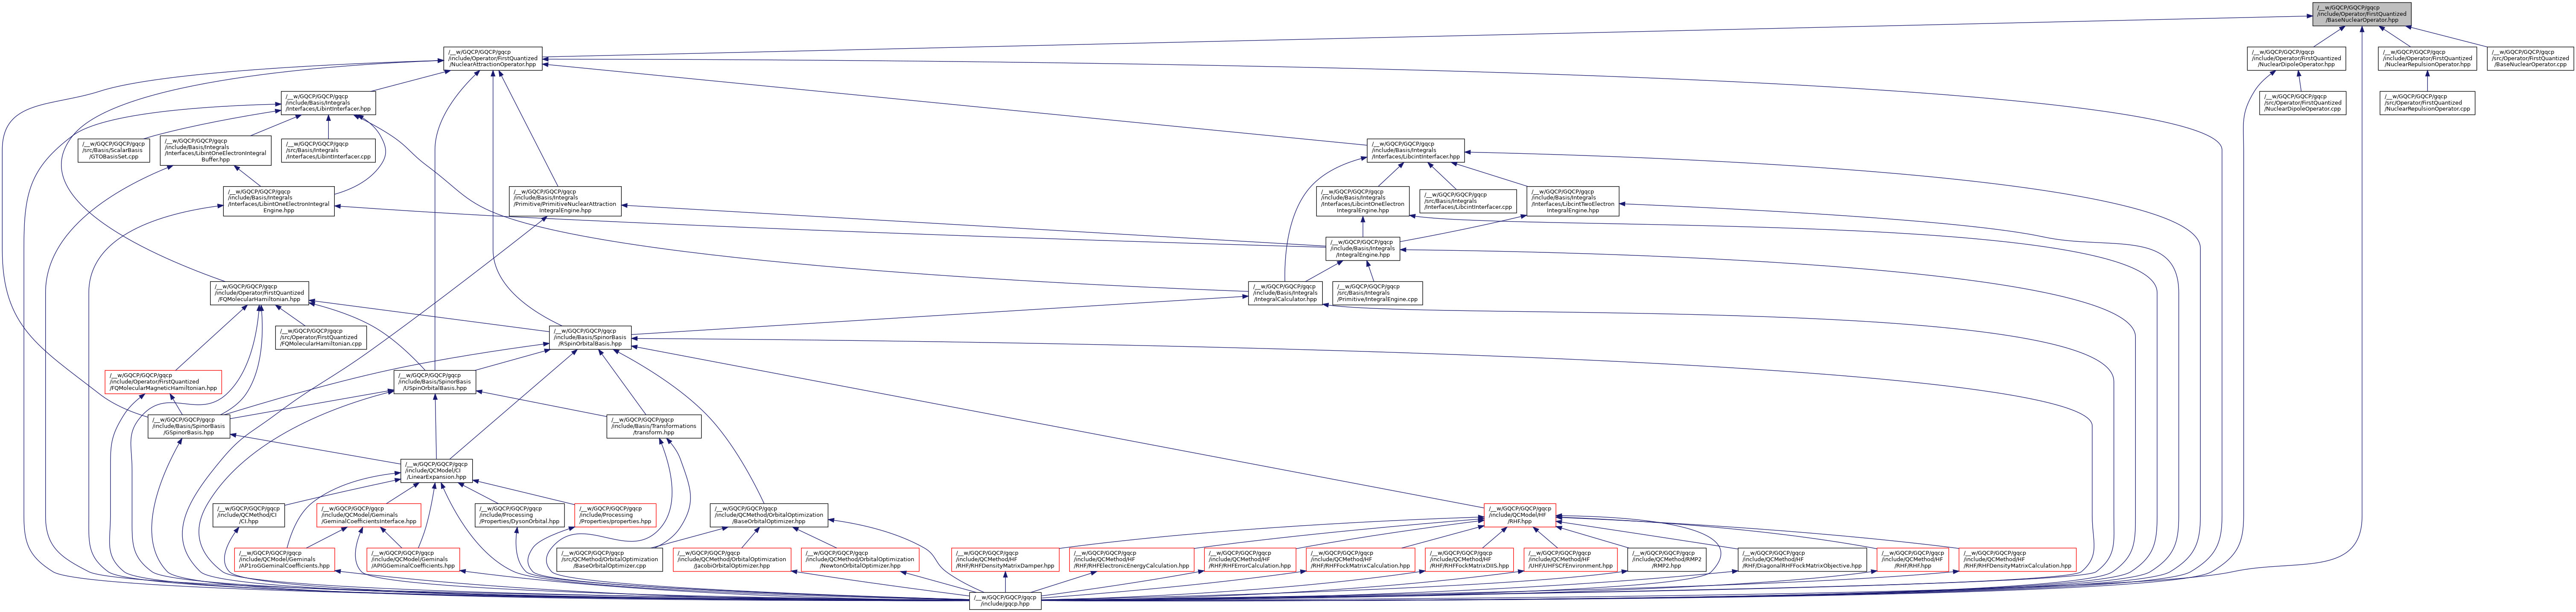 /__w/GQCP/GQCP/gqcp
/include/Operator/FirstQuantized
/BaseNuclearOperator.hpp
/__w/GQCP/GQCP/gqcp
/include/Operator/FirstQuantized
/NuclearAttractionOperator.hpp
/__w/GQCP/GQCP/gqcp
/include/Operator/FirstQuantized
/NuclearDipoleOperator.hpp
/__w/GQCP/GQCP/gqcp
/include/Operator/FirstQuantized
/NuclearRepulsionOperator.hpp
/__w/GQCP/GQCP/gqcp
/src/Operator/FirstQuantized
/BaseNuclearOperator.cpp
/__w/GQCP/GQCP/gqcp
/include/Basis/Integrals
/Interfaces/LibintInterfacer.hpp
/__w/GQCP/GQCP/gqcp
/src/Operator/FirstQuantized
/NuclearDipoleOperator.cpp
/__w/GQCP/GQCP/gqcp
/src/Operator/FirstQuantized
/NuclearRepulsionOperator.cpp
/__w/GQCP/GQCP/gqcp
/src/Basis/ScalarBasis
/GTOBasisSet.cpp
/__w/GQCP/GQCP/gqcp
/include/Basis/Integrals
/Interfaces/LibintOneElectronIntegral
Buffer.hpp
/__w/GQCP/GQCP/gqcp
/src/Basis/Integrals
/Interfaces/LibintInterfacer.cpp
/__w/GQCP/GQCP/gqcp
/include/Basis/Integrals
/Interfaces/LibcintInterfacer.hpp
/__w/GQCP/GQCP/gqcp
/include/Basis/Integrals
/Interfaces/LibintOneElectronIntegral
Engine.hpp
/__w/GQCP/GQCP/gqcp
/include/Basis/Integrals
/Primitive/PrimitiveNuclearAttraction
IntegralEngine.hpp
/__w/GQCP/GQCP/gqcp
/include/Basis/Integrals
/Interfaces/LibcintOneElectron
IntegralEngine.hpp
/__w/GQCP/GQCP/gqcp
/src/Basis/Integrals
/Interfaces/LibcintInterfacer.cpp
/__w/GQCP/GQCP/gqcp
/include/Basis/Integrals
/Interfaces/LibcintTwoElectron
IntegralEngine.hpp
/__w/GQCP/GQCP/gqcp
/include/Basis/Integrals
/IntegralEngine.hpp
/__w/GQCP/GQCP/gqcp
/include/Operator/FirstQuantized
/FQMolecularHamiltonian.hpp
/__w/GQCP/GQCP/gqcp
/include/Basis/Integrals
/IntegralCalculator.hpp
/__w/GQCP/GQCP/gqcp
/src/Basis/Integrals
/Primitive/IntegralEngine.cpp
/__w/GQCP/GQCP/gqcp
/src/Operator/FirstQuantized
/FQMolecularHamiltonian.cpp
/__w/GQCP/GQCP/gqcp
/include/Basis/SpinorBasis
/RSpinOrbitalBasis.hpp
/__w/GQCP/GQCP/gqcp
/include/Operator/FirstQuantized
/FQMolecularMagneticHamiltonian.hpp
/__w/GQCP/GQCP/gqcp
/include/Basis/SpinorBasis
/USpinOrbitalBasis.hpp
/__w/GQCP/GQCP/gqcp
/include/Basis/SpinorBasis
/GSpinorBasis.hpp
/__w/GQCP/GQCP/gqcp
/include/Basis/Transformations
/transform.hpp
/__w/GQCP/GQCP/gqcp
/include/QCModel/CI
/LinearExpansion.hpp
/__w/GQCP/GQCP/gqcp
/include/QCMethod/CI
/CI.hpp
/__w/GQCP/GQCP/gqcp
/include/QCModel/Geminals
/GeminalCoefficientsInterface.hpp
/__w/GQCP/GQCP/gqcp
/include/Processing
/Properties/DysonOrbital.hpp
/__w/GQCP/GQCP/gqcp
/include/Processing
/Properties/properties.hpp
/__w/GQCP/GQCP/gqcp
/include/QCMethod/OrbitalOptimization
/BaseOrbitalOptimizer.hpp
/__w/GQCP/GQCP/gqcp
/include/QCModel/HF
/RHF.hpp
/__w/GQCP/GQCP/gqcp
/include/QCModel/Geminals
/AP1roGGeminalCoefficients.hpp
/__w/GQCP/GQCP/gqcp
/include/QCModel/Geminals
/APIGGeminalCoefficients.hpp
/__w/GQCP/GQCP/gqcp
/src/QCMethod/OrbitalOptimization
/BaseOrbitalOptimizer.cpp
/__w/GQCP/GQCP/gqcp
/include/QCMethod/OrbitalOptimization
/JacobiOrbitalOptimizer.hpp
/__w/GQCP/GQCP/gqcp
/include/QCMethod/OrbitalOptimization
/NewtonOrbitalOptimizer.hpp
/__w/GQCP/GQCP/gqcp
/include/QCMethod/HF
/RHF/RHFDensityMatrixDamper.hpp
/__w/GQCP/GQCP/gqcp
/include/QCMethod/HF
/RHF/RHFElectronicEnergyCalculation.hpp
/__w/GQCP/GQCP/gqcp
/include/QCMethod/HF
/RHF/RHFErrorCalculation.hpp
/__w/GQCP/GQCP/gqcp
/include/QCMethod/HF
/RHF/RHFFockMatrixCalculation.hpp
/__w/GQCP/GQCP/gqcp
/include/QCMethod/HF
/RHF/RHFFockMatrixDIIS.hpp
/__w/GQCP/GQCP/gqcp
/include/QCMethod/HF
/UHF/UHFSCFEnvironment.hpp
/__w/GQCP/GQCP/gqcp
/include/QCMethod/RMP2
/RMP2.hpp
/__w/GQCP/GQCP/gqcp
/include/QCMethod/HF
/RHF/DiagonalRHFFockMatrixObjective.hpp
/__w/GQCP/GQCP/gqcp
/include/QCMethod/HF
/RHF/RHF.hpp
/__w/GQCP/GQCP/gqcp
/include/QCMethod/HF
/RHF/RHFDensityMatrixCalculation.hpp
/__w/GQCP/GQCP/gqcp
/include/gqcp.hpp